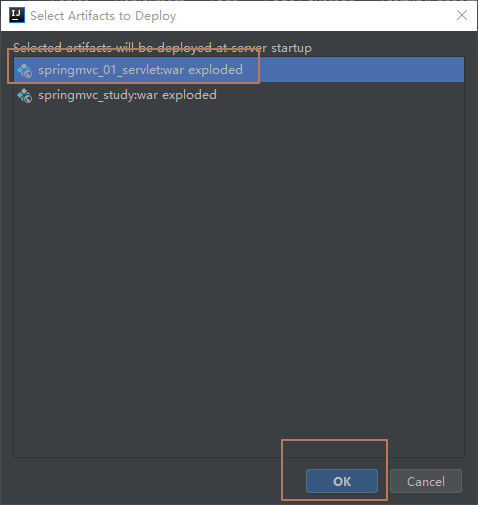 IJ
Select Artifacts to Deploy
Selected artifacts will be deployed at server startup
springmvc_01_servlet:war exploded
springmvc_study:war exploded
OK
Cancel